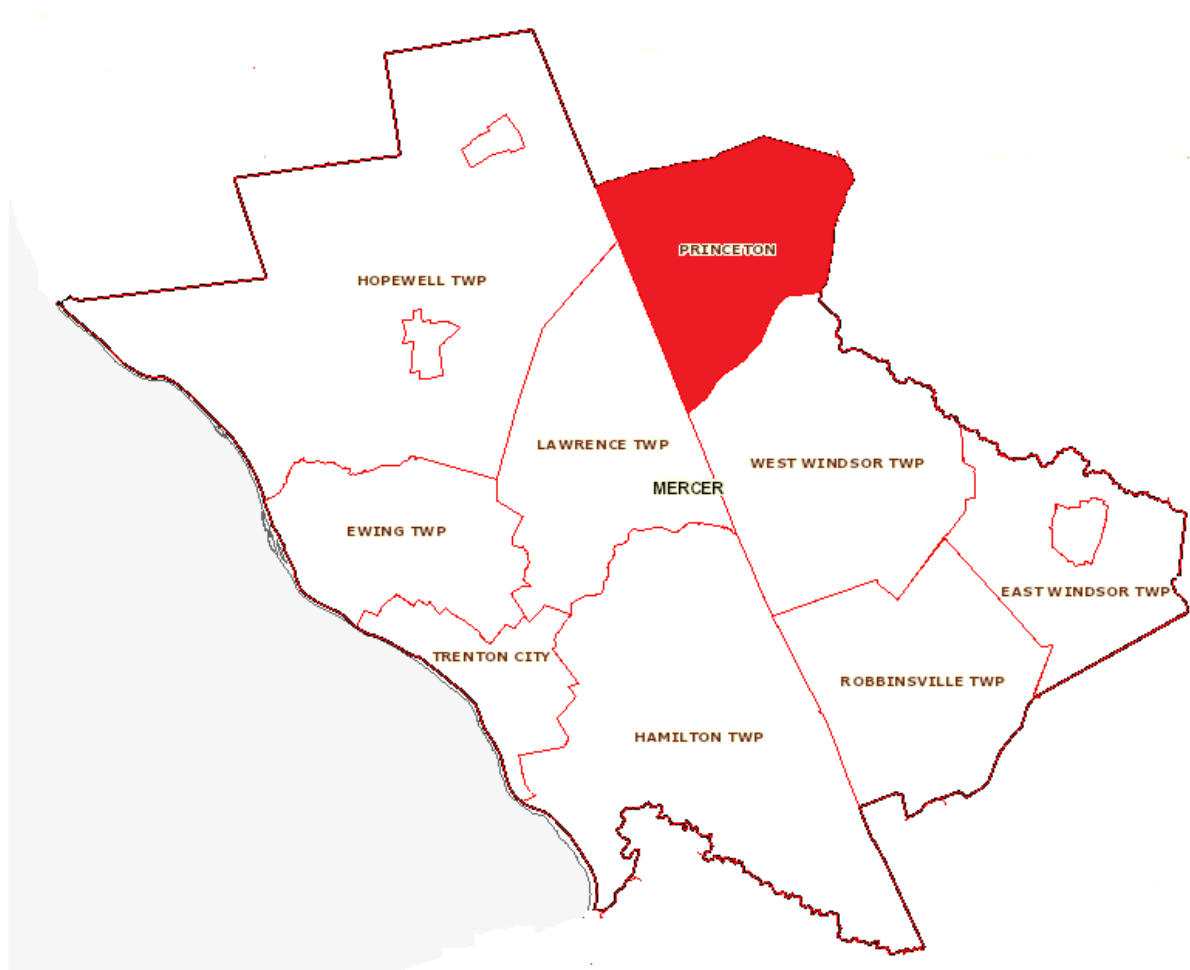 PRINCETON
HOPEWELL TWP
LAWRENCE TWP
WEST WINDSOR TWP
MERCER
EWING TWP
EAST WINDSOR TWP
TRENTON CITY
ROBBINSVILLE TWP
HAMILTON TWP